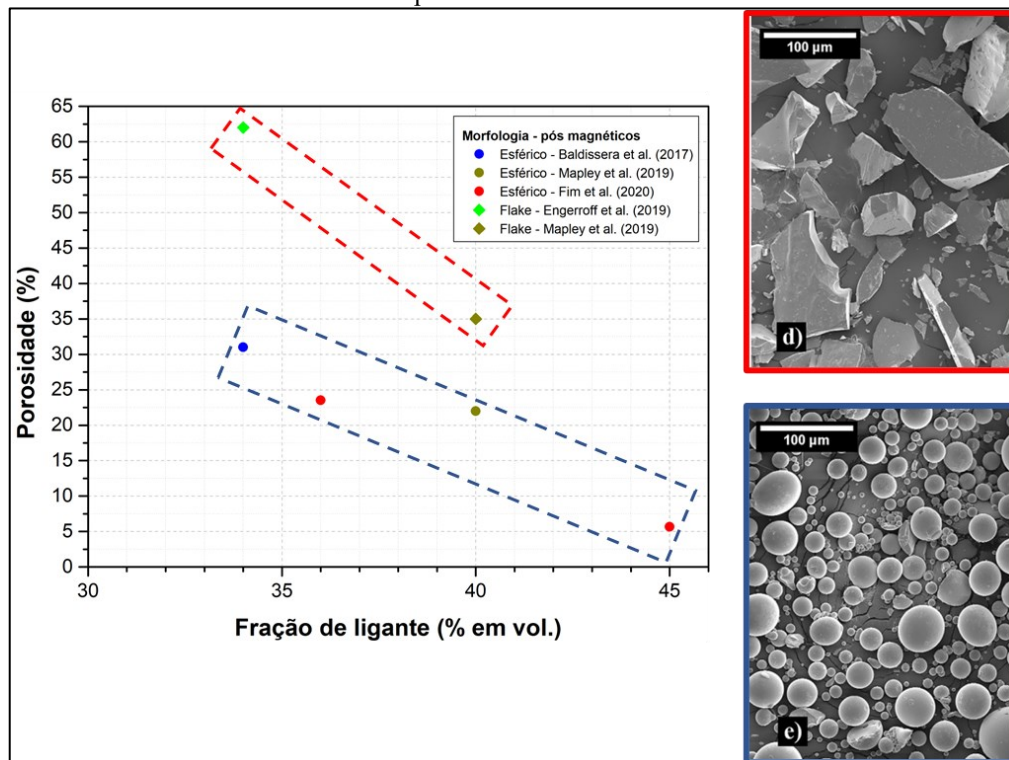 65
60
55
50
45
40
35
30
25
20
15
10
5
0
Porosidade (%)
30
35
40
45
Fração de ligante (% em vol.)
Morfologia - pós magnéticos
Esférico - Baldissera et al. (2017)
Esférico - Mapley et al. (2019)
Esférico - Fim et al. (2020)
Flake - Engerroff et al. (2019)
Flake - Mapley et al. (2019)
100 µm
d)
100 µm
e)